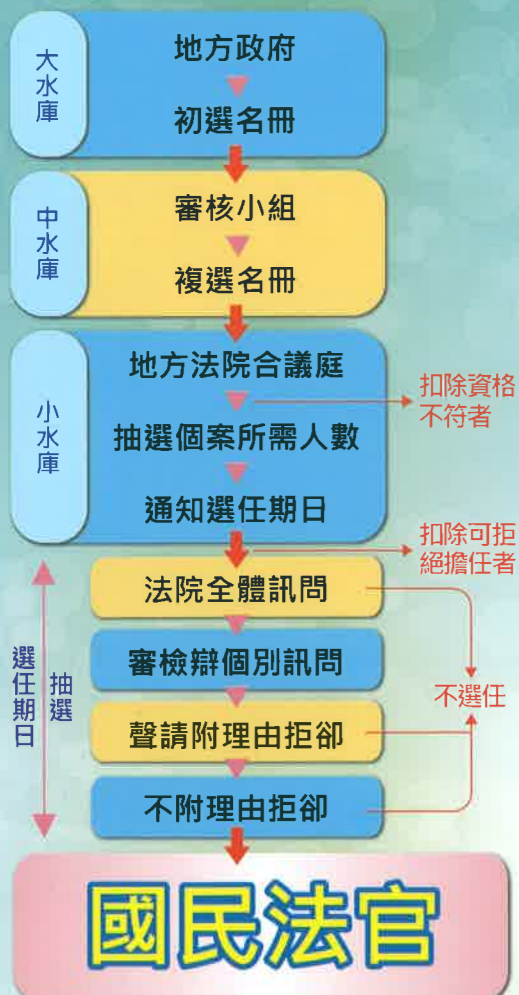 大水庫
地方政府
初選名冊
中水庫
審核小組
複選名冊
小水庫
地方法院合議庭
扣除資格
不符者
抽選個案所需人數
通知選任期日
扣除可拒
絕擔任者
選任期日
抽選
法院全體訊問
審檢辯個別訊問
不選任
聲請附理由拒卻
不附理由拒卻
國民法官